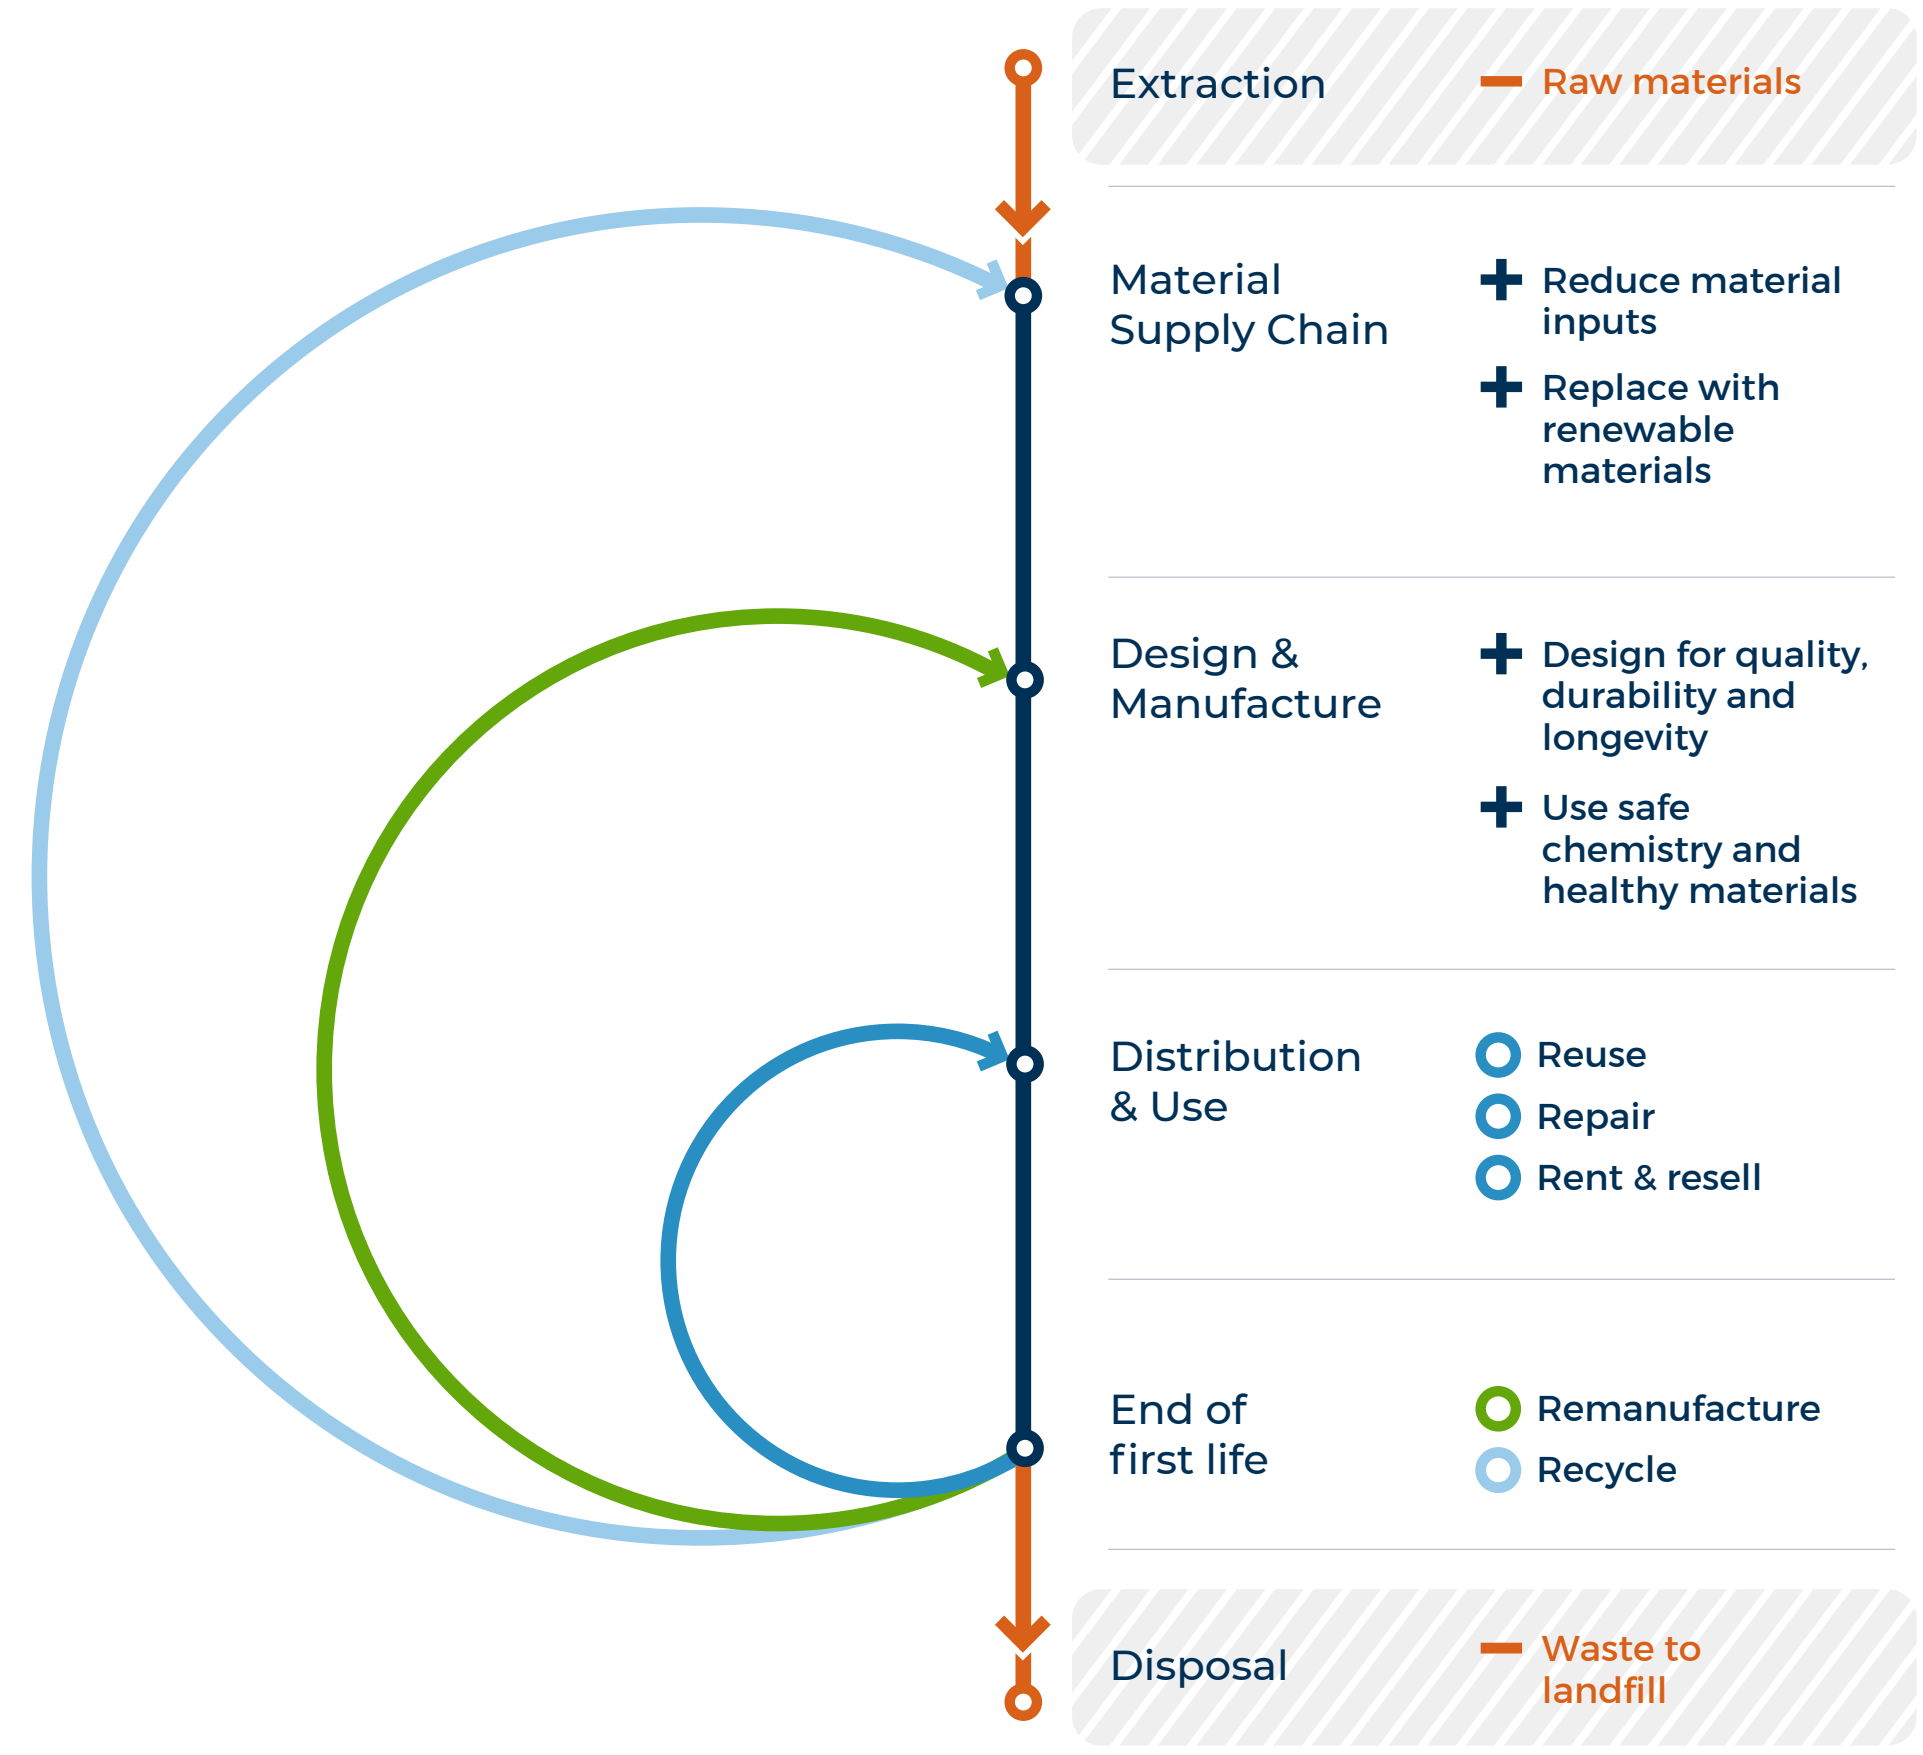 Extraction
Raw materials
Material
Supply Chain
Reduce material
inputs
Replace with
renewable
materials
Design &
Manufacture
Design for quality,
durability and
longevity
Use safe
chemistry and
healthy materials
Distribution
& Use
Reuse
Repair
Rent & resell
End of
first life
Remanufacture
Recycle
Disposal
Waste to
landfill